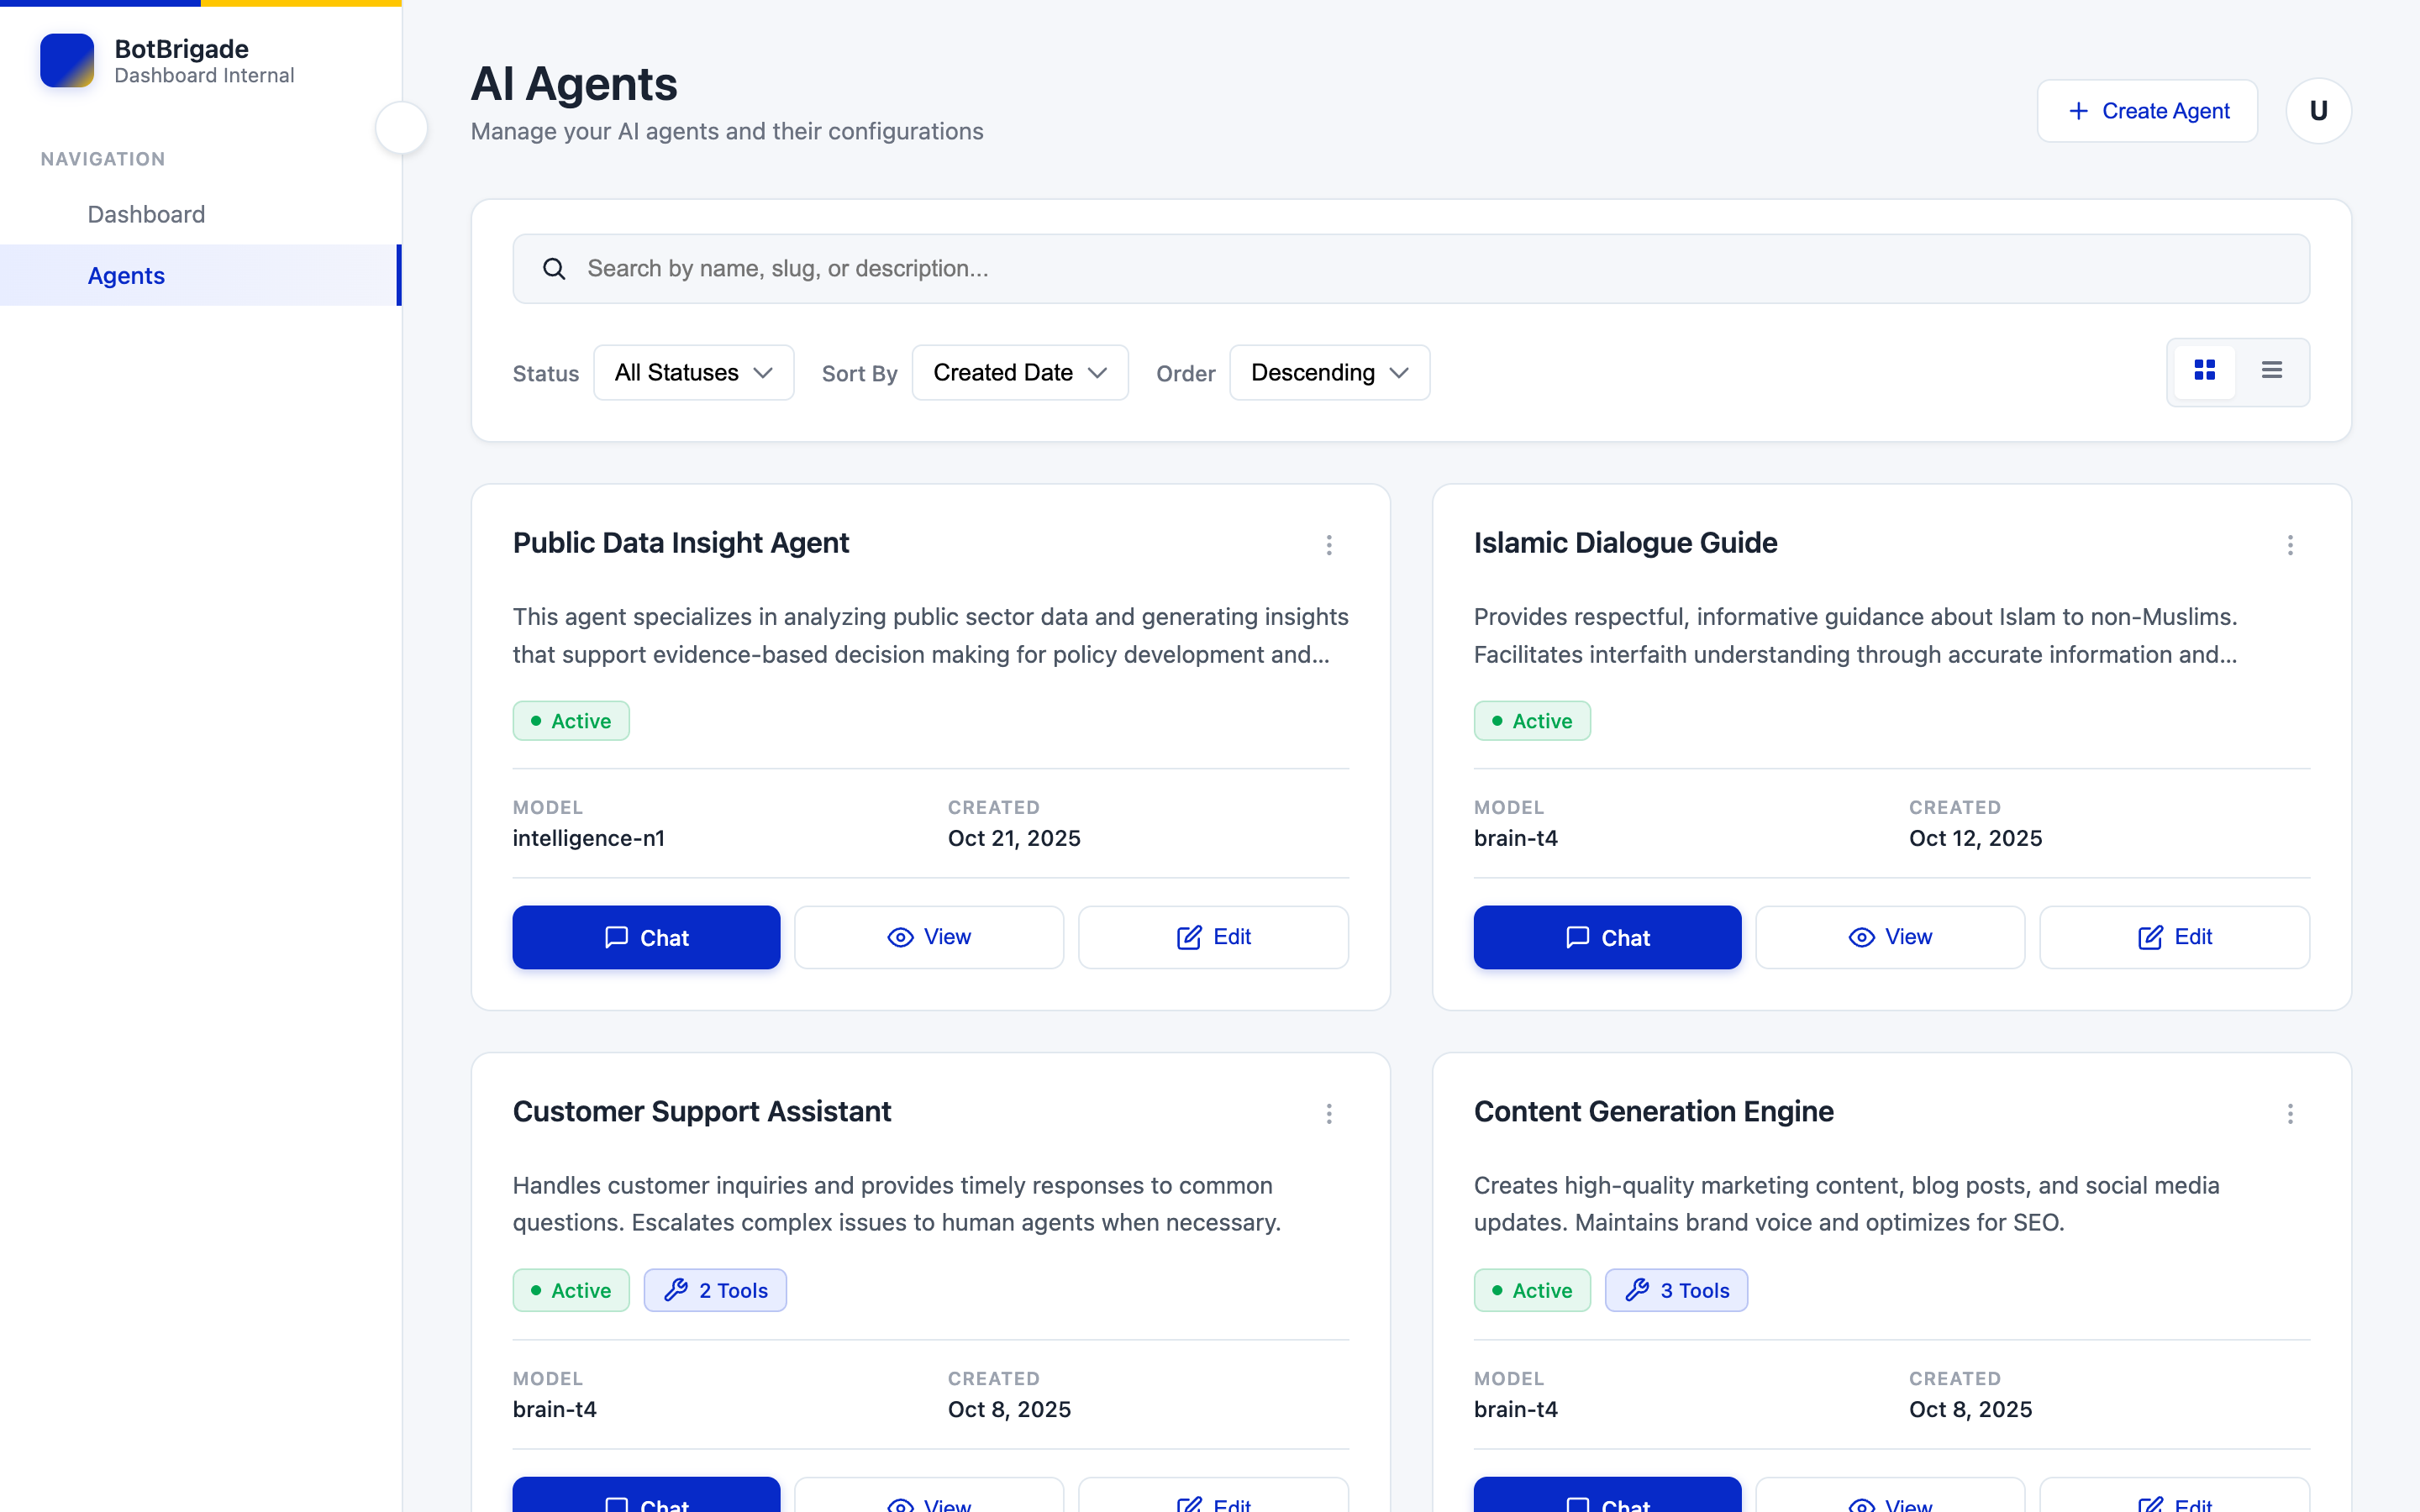 BotBrigade
Dashboard Internal
NAVIGATION
Dashboard
Agents
AI Agents
Manage your AI agents and their configurations
Create Agent
U
Search by name, slug, or description...
Status All Statuses Sort By Created Date Order Descending
Public Data Insight Agent
This agent specializes in analyzing public sector data and generating insights
that support evidence-based decision making for policy development and...
Active
MODEL CREATED
intelligence-n1 Oct 21, 2025
Chat View Edit
Islamic Dialogue Guide
Provides respectful, informative guidance about Islam to non-Muslims.
Facilitates interfaith understanding through accurate information and...
Active
MODEL CREATED
brain-t4 Oct 12, 2025
Chat View Edit
Customer Support Assistant
Handles customer inquiries and provides timely responses to common
questions. Escalates complex issues to human agents when necessary.
Active 2 Tools
MODEL CREATED
brain-t4 Oct 8, 2025
Chat View Edit
Content Generation Engine
Creates high-quality marketing content, blog posts, and social media
updates. Maintains brand voice and optimizes for SEO.
Active 3 Tools
MODEL CREATED
brain-t4 Oct 8, 2025
Chat View Edit